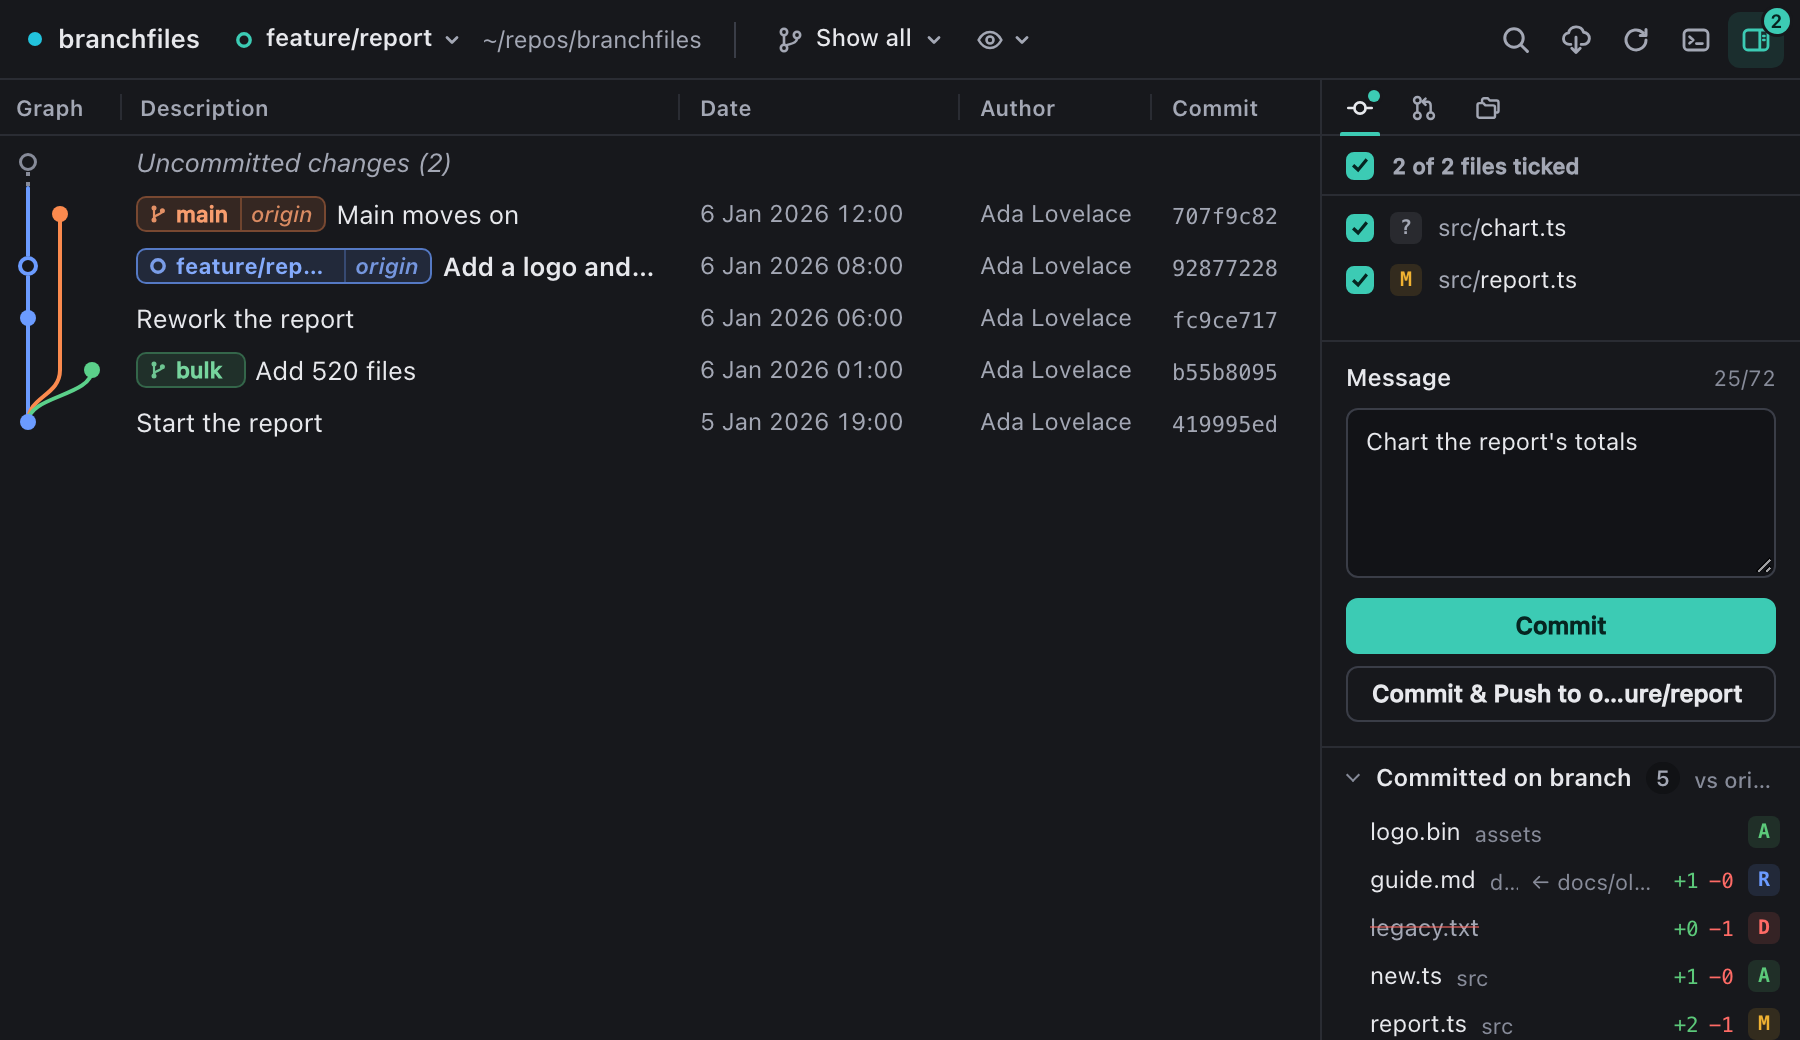 branchfiles feature/report ~/repos/branchfiles Show all 2
Graph Description Date Author Commit
Uncommitted changes (2)
main origin Main moves on 6 Jan 2026 12:00 Ada Lovelace 707f9c82
feature/rep... origin Add a logo and... 6 Jan 2026 08:00 Ada Lovelace 92877228
Rework the report 6 Jan 2026 06:00 Ada Lovelace fc9ce717
bulk Add 520 files 6 Jan 2026 01:00 Ada Lovelace b55b8095
Start the report 5 Jan 2026 19:00 Ada Lovelace 419995ed
2 of 2 files ticked
? src/chart.ts
M src/report.ts
Message 25/72
Chart the report's totals
Commit
Commit & Push to o...ure/report
Committed on branch 5 vs ori...
logo.bin assets A
guide.md d... ← docs/ol... +1 −0 R
legacy.txt +0 −1 D
new.ts src +1 −0 A
report.ts src +2 −1 M